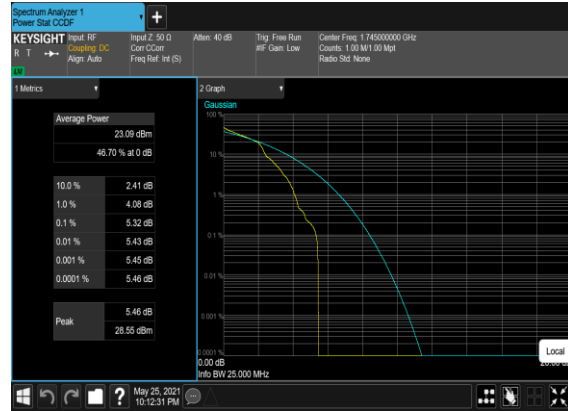 Spectrum Analyzer 1
Power Stat CCDF
KEYSIGHT
R T
LM
Input: RF
Coupling: DC
Align: Auto
Input Z: 50 Ω
Corr CCorr
Freq Ref: Int (S)
Atten: 40 dB
Trig: Free Run
#IF Gain: Low
Center Freq: 1.745000000 GHz
Counts: 1.00 M/1.00 Mpt
Radio Std: None
1 Metrics
Average Power
23.09 dBm
46.70 % at 0 dB
10.0 % 2.41 dB
1.0 % 4.08 dB
0.1 % 5.32 dB
0.01 % 5.43 dB
0.001 % 5.45 dB
0.0001 % 5.46 dB
Peak
5.46 dB
28.55 dBm
2 Graph
Gaussian
100 %
10 %
1 %
0.1 %
0.01 %
0.001 %
0.0001 %
0.00 dB
Info BW 25.000 MHz
Local
?
May 25, 2021
10:12:31 PM